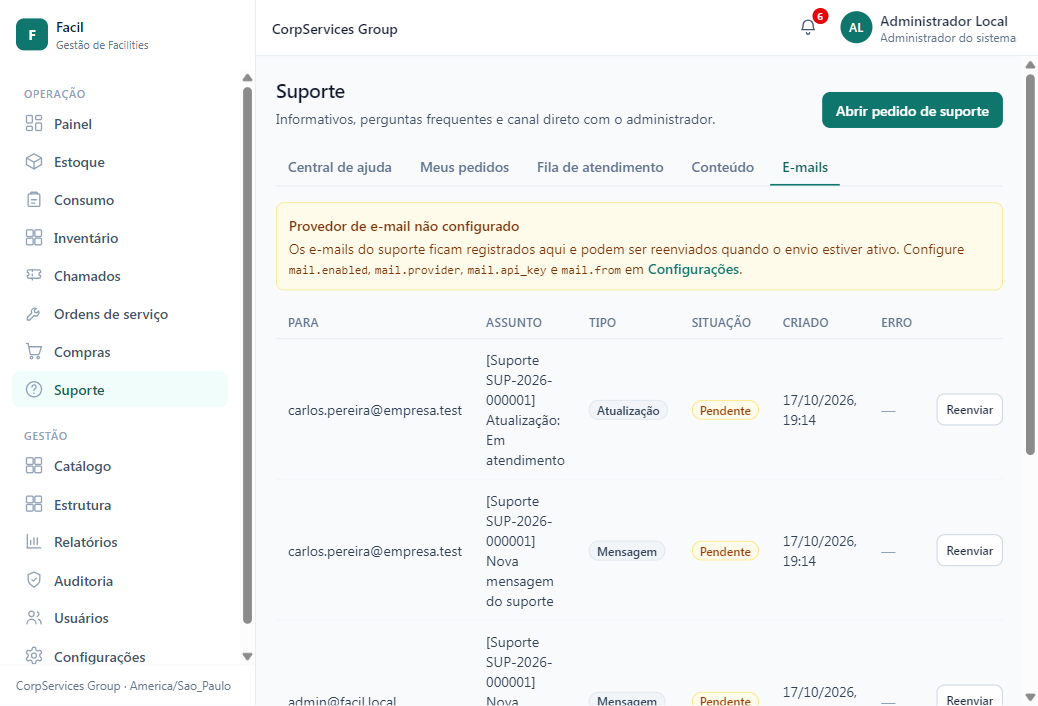 F
Facil
Gestão de Facilities
CorpServices Group
6
AL
Administrador Local
Administrador do sistema
OPERAÇÃO
Painel
Estoque
Consumo
Inventário
Chamados
Ordens de serviço
Compras
Suporte
GESTÃO
Catálogo
Estrutura
Relatórios
Auditoria
Usuários
Configurações
CorpServices Group · America/Sao_Paulo
Suporte
Informativos, perguntas frequentes e canal direto com o administrador.
Abrir pedido de suporte
Central de ajuda Meus pedidos Fila de atendimento Conteúdo E-mails
Provedor de e-mail não configurado
Os e-mails do suporte ficam registrados aqui e podem ser reenviados quando o envio estiver ativo. Configure
mail.enabled, mail.provider, mail.api_key e mail.from em Configurações.
PARA ASSUNTO TIPO SITUAÇÃO CRIADO ERRO
carlos.pereira@empresa.test
[Suporte
SUP-2026-
000001]
Atualização:
Em
atendimento
Atualização
Pendente
17/10/2026,
19:14
—
Reenviar
carlos.pereira@empresa.test
[Suporte
SUP-2026-
000001]
Nova
mensagem
do suporte
Mensagem
Pendente
17/10/2026,
19:14
—
Reenviar
admin@facil.local
[Suporte
SUP-2026-
000001]
Nova
Mensagem
Pendente
17/10/2026,
—
Reenviar